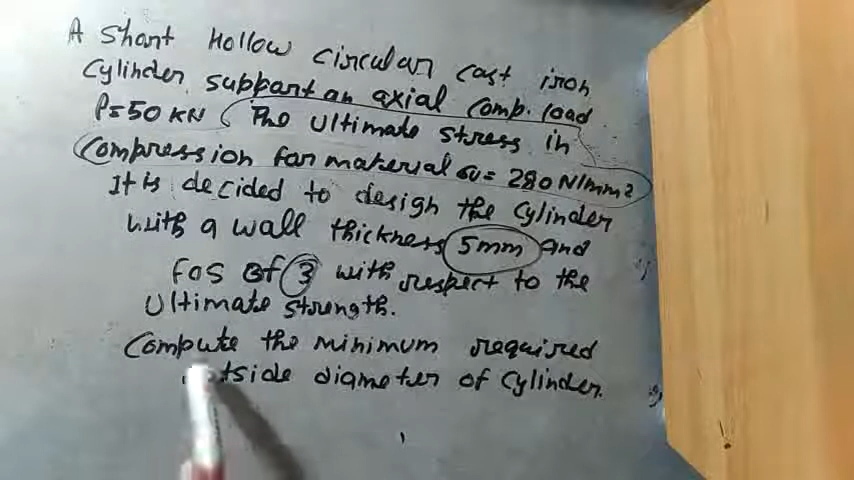 A Short Hollow circular cast iron
Cylinder support an axial comp. load
P=50 kN The Ultimate stress in
Compression for material σu = 280 N/mm2
It is decided to design the Cylinder
with a wall thickness 5mm and
FOS of 3 with respect to the
Ultimate strength.
Compute the minimum required
outside diameter of Cylinder.